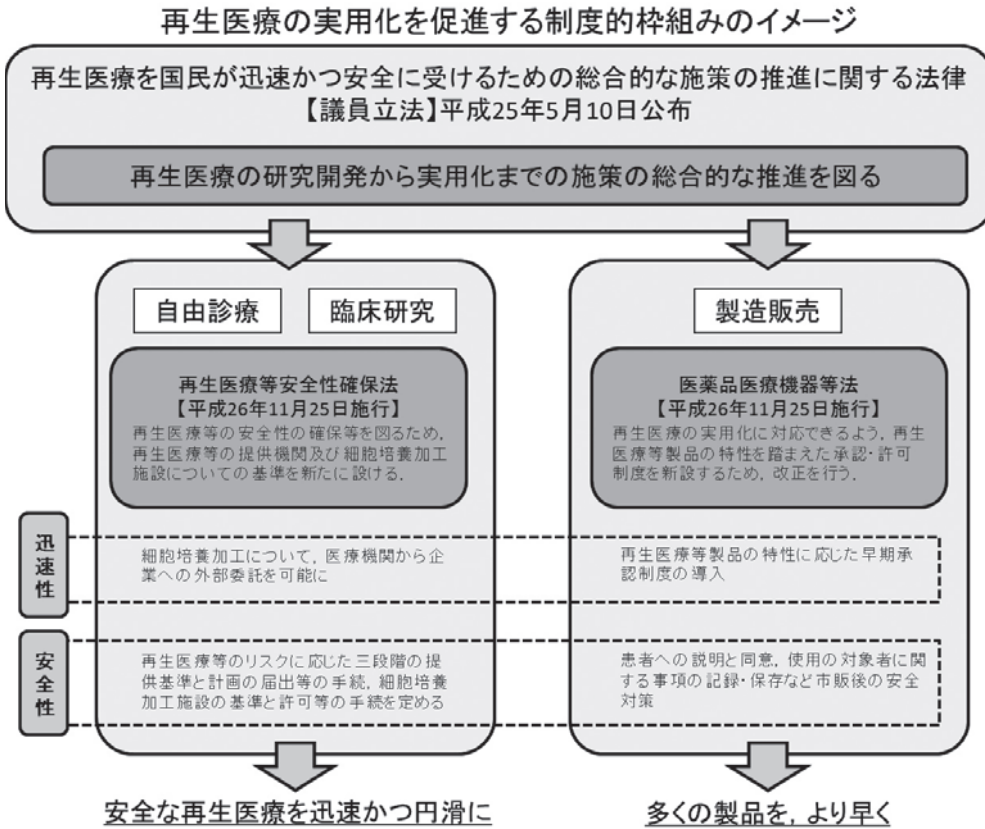 再生医療の実用化を促進する制度的枠組みのイメージ
再生医療を国民が迅速かつ安全に受けるための総合的な施策の推進に関する法律
【議員立法】平成25年5月10日公布
再生医療の研究開発から実用化までの施策の総合的な推進を図る
自由診療
臨床研究
再生医療等安全性確保法
【平成26年11月25日施行】
再生医療等の安全性の確保等を図るため,
再生医療等の提供機関及び細胞培養加工
施設についての基準を新たに設ける.
製造販売
医薬品医療機器等法
【平成26年11月25日施行】
再生医療の実用化に対応できるよう, 再生
医療等製品の特性を踏まえた承認・許可
制度を新設するため, 改正を行う.
迅速性
細胞培養加工について, 医療機関から企
業への外部委託を可能に
再生医療等製品の特性に応じた早期承
認制度の導入
安全性
再生医療等のリスクに応じた三段階の提
供基準と計画の届出等の手続, 細胞培養
加工施設の基準と許可等の手続を定める
患者への説明と同意, 使用の対象者に関
する事項の記録・保存など市販後の安全
対策
安全な再生医療を迅速かつ円滑に
多くの製品を, より早く